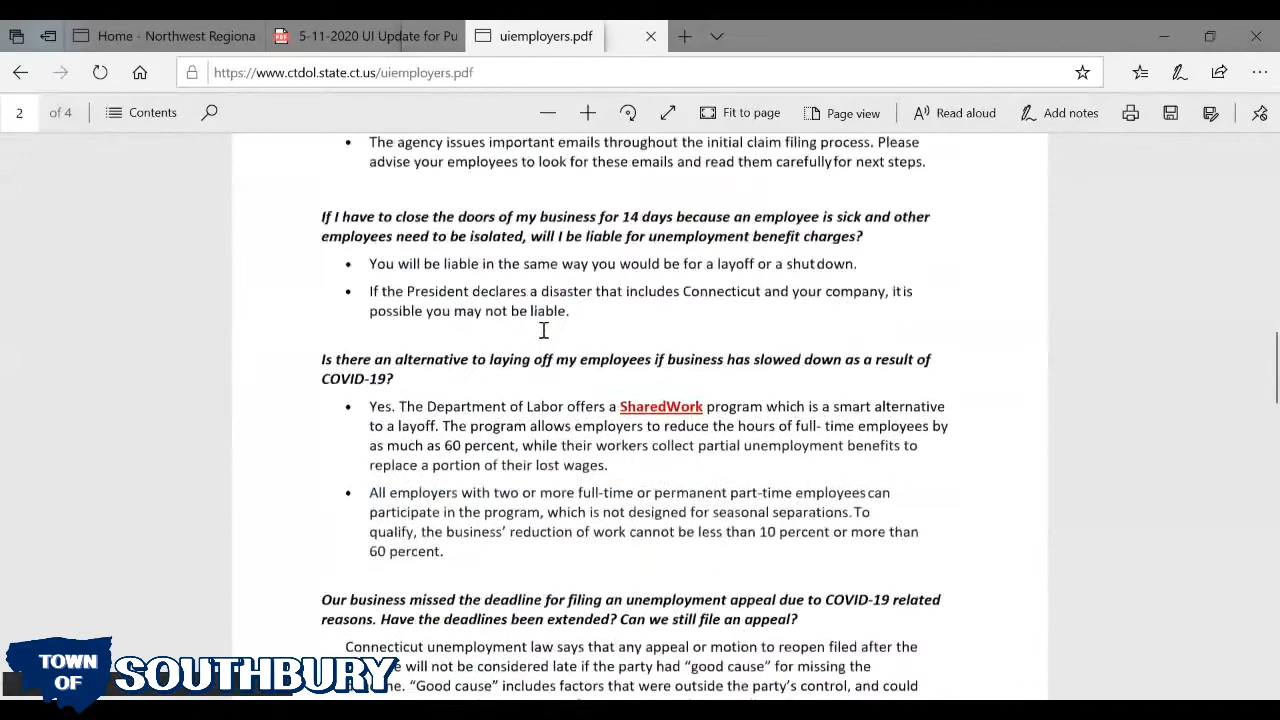 Home - Northwest Regiona
5-11-2020 UI Update for Pu
uiemployers.pdf
https://www.ctdol.state.ct.us/uiemployers.pdf
2 of 4
Contents
Fit to page
Page view
Read aloud
Add notes
• The agency issues important emails throughout the initial claim filing process. Please
advise your employees to look for these emails and read them carefully for next steps.
If I have to close the doors of my business for 14 days because an employee is sick and other
employees need to be isolated, will I be liable for unemployment benefit charges?
• You will be liable in the same way you would be for a layoff or a shutdown.
• If the President declares a disaster that includes Connecticut and your company, it is
possible you may not be liable.
Is there an alternative to laying off my employees if business has slowed down as a result of
COVID-19?
• Yes. The Department of Labor offers a SharedWork program which is a smart alternative
to a layoff. The program allows employers to reduce the hours of full- time employees by
as much as 60 percent, while their workers collect partial unemployment benefits to
replace a portion of their lost wages.
• All employers with two or more full-time or permanent part-time employees can
participate in the program, which is not designed for seasonal separations. To
qualify, the business’ reduction of work cannot be less than 10 percent or more than
60 percent.
Our business missed the deadline for filing an unemployment appeal due to COVID-19 related
reasons. Have the deadlines been extended? Can we still file an appeal?
Connecticut unemployment law says that any appeal or motion to reopen filed after the
will not be considered late if the party had “good cause” for missing the
“Good cause” includes factors that were outside the party’s control, and could
TOWN
OF
SOUTHBURY